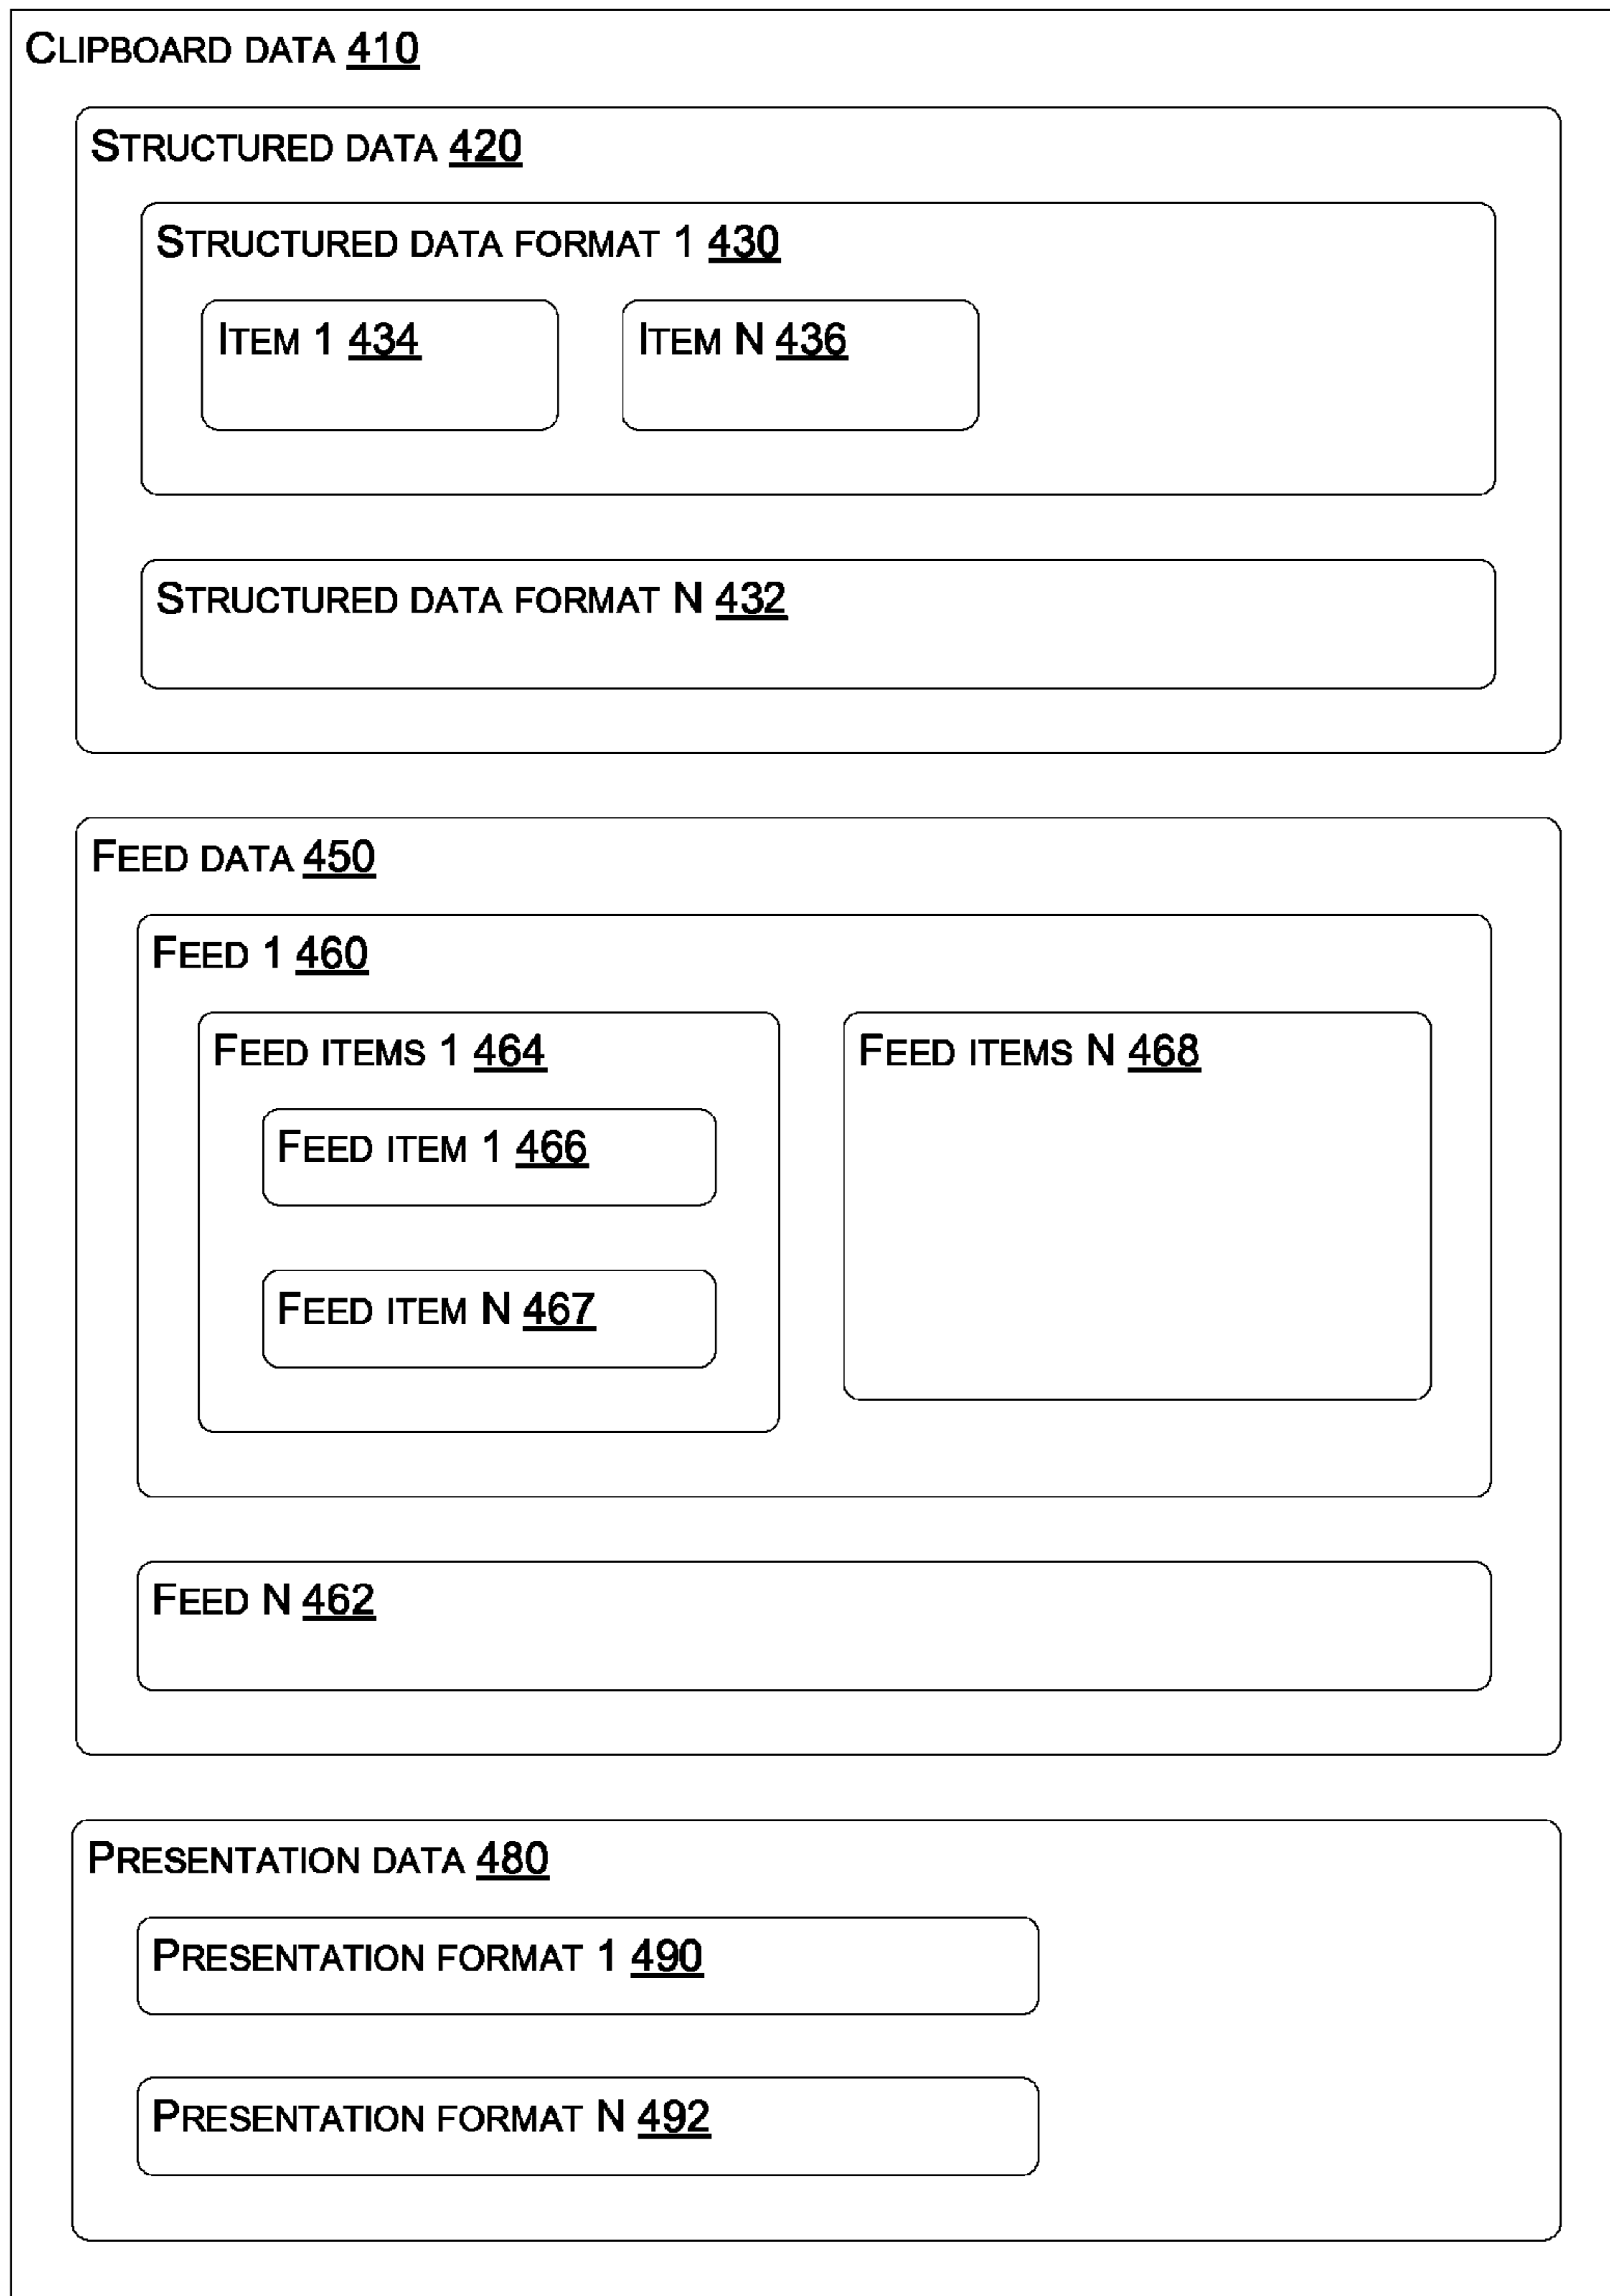 CLIPBOARD DATA 410
STRUCTURED DATA 420
STRUCTURED DATA FORMAT 1 430
ITEM 1 434
ITEM N 436
STRUCTURED DATA FORMAT N 432
FEED DATA 450
FEED 1 460
FEED ITEMS 1 464
FEED ITEMS N 468
FEED ITEM 1 466
FEED ITEM N 467
FEED N 462
PRESENTATION DATA 480
PRESENTATION FORMAT 1 490
PRESENTATION FORMAT N 492